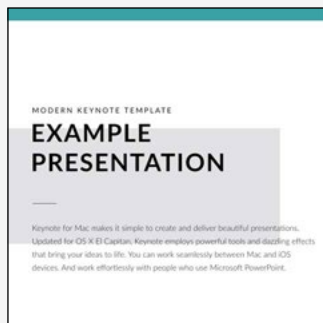 MODERN KEYNOTE TEMPLATE
EXAMPLE
PRESENTATION
Keynote for Mac makes it simple to create and deliver beautiful presentations.
Updated for OS X El Capitan, Keynote employs powerful tools and dazzling effects
that bring your ideas to life. You can work seamlessly between Mac and iOS
devices. And work effortlessly with people who use Microsoft PowerPoint.